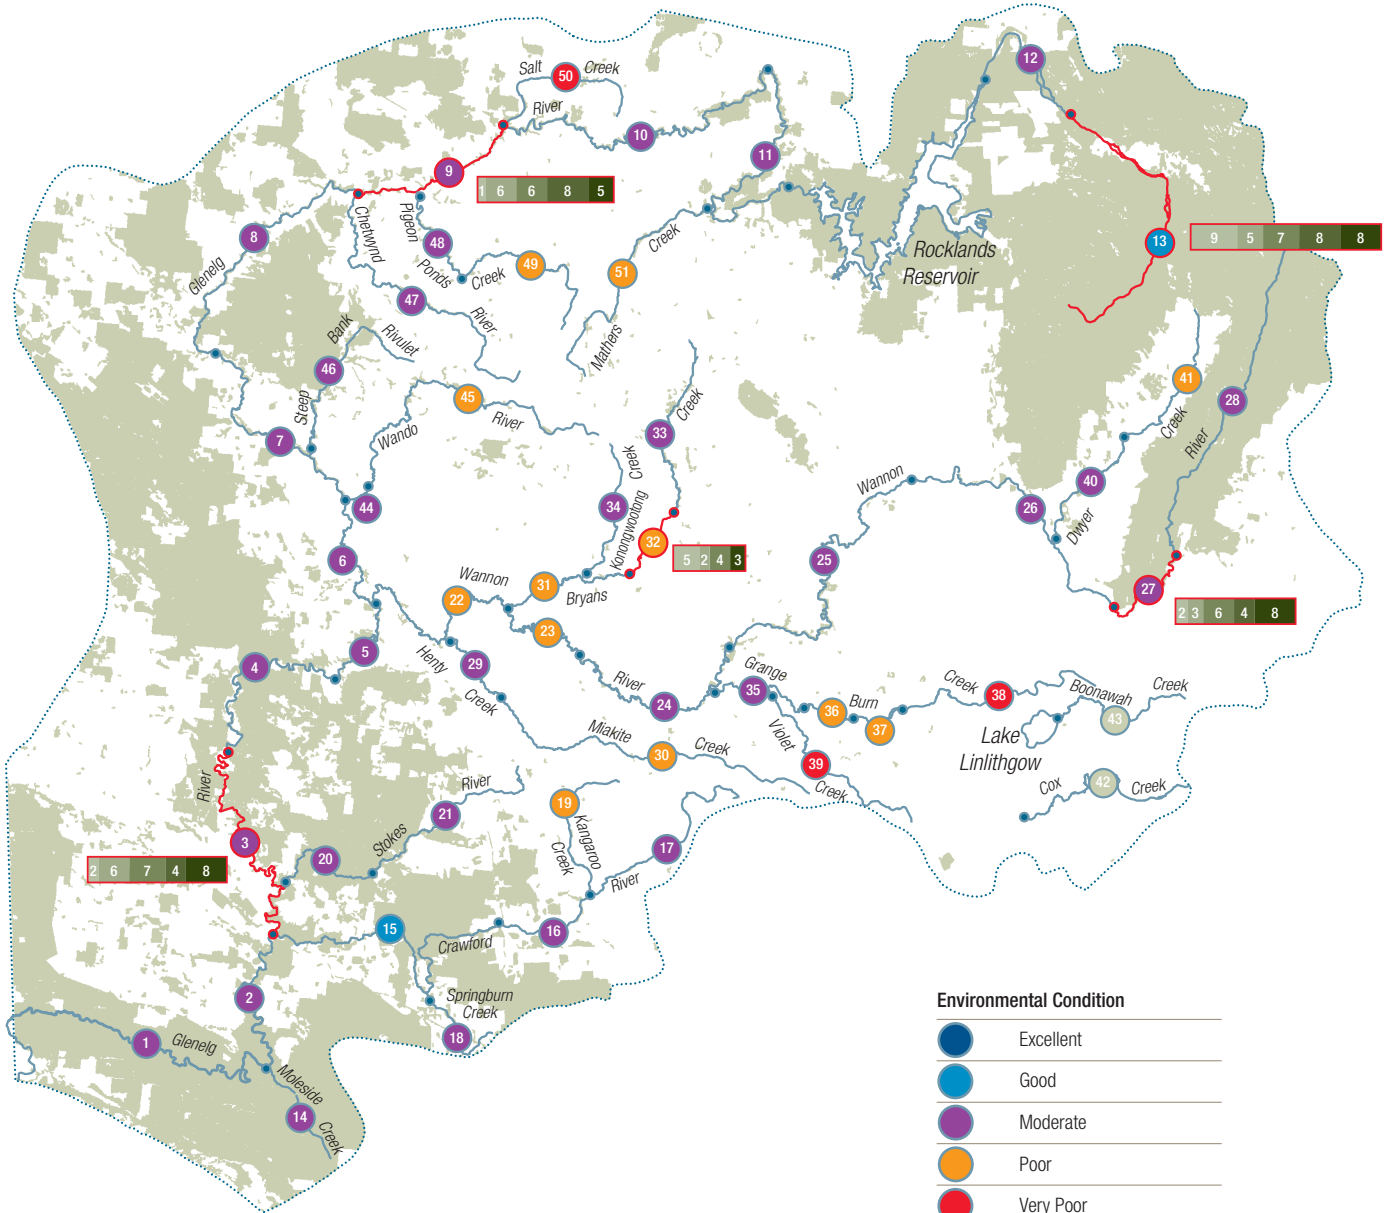 12
Salt
50
Creek
River
10
11
9
1 6 6 8 5
Chetwynd
Pigeon
8
48
Ponds
Creek
49
51
Creek
Rocklands
Reservoir
13
9 5 7 8 8
Glenelg
47
River
Mathers
Bank
Rivulet
46
Steep
45
River
Wando
7
33
Creek
41
Creek
28
River
44
34
Creek
Konongwootong
32
5 2 4 3
Wannon
26
40
Dwyer
6
25
Wannon
22
31
Bryans
27
2 3 6 4 8
23
5
4
Henty
29
Creek
River
24
Grange
35
Violet
36
Burn
37
Creek
38
Boonawah
Creek
43
Lake
Linlithgow
Miakite
30
Creek
39
Creek
Cox
42
Creek
River
3
2 6 7 4 8
River
21
Stokes
20
19
Kangaroo
Creek
17
River
15
Crawford
16
Springburn
Creek
18
2
1
Glenelg
Moleside
14
Creek
Environmental Condition
Excellent
Good
Moderate
Poor
Very Poor